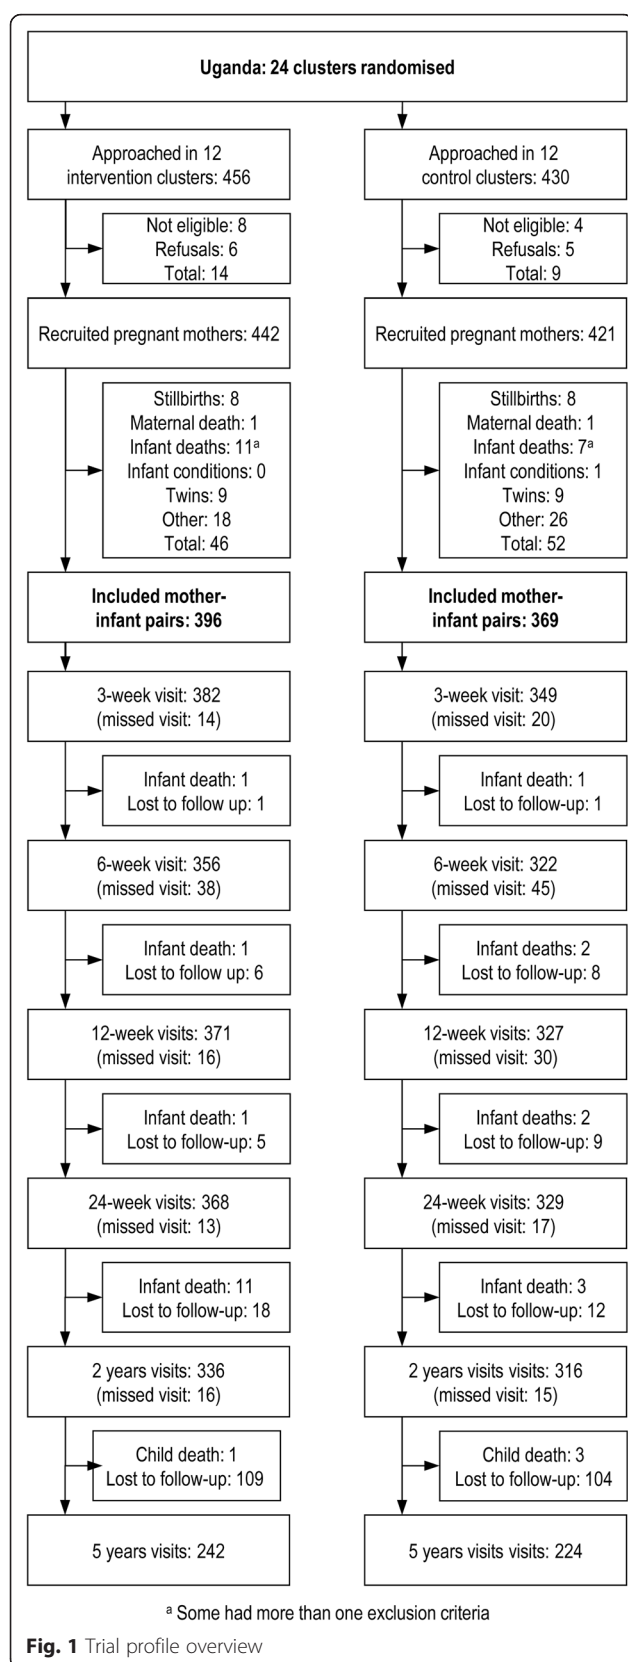 Uganda: 24 clusters randomised
Approached in 12
intervention clusters: 456
Approached in 12
control clusters: 430
Not eligible: 8
Refusals: 6
Total: 14
Not eligible: 4
Refusals: 5
Total: 9
Recruited pregnant mothers: 442
Recruited pregnant mothers: 421
Stillbirths: 8
Maternal death: 1
Infant deaths: 11ᵃ
Infant conditions: 0
Twins: 9
Other: 18
Total: 46
Stillbirths: 8
Maternal death: 1
Infant deaths: 7ᵃ
Infant conditions: 1
Twins: 9
Other: 26
Total: 52
Included mother-
infant pairs: 396
Included mother-
infant pairs: 369
3-week visit: 382
(missed visit: 14)
3-week visit: 349
(missed visit: 20)
Infant death: 1
Lost to follow up: 1
Infant death: 1
Lost to follow-up: 1
6-week visit: 356
(missed visit: 38)
6-week visit: 322
(missed visit: 45)
Infant death: 1
Lost to follow up: 6
Infant deaths: 2
Lost to follow-up: 8
12-week visits: 371
(missed visit: 16)
12-week visits: 327
(missed visit: 30)
Infant death: 1
Lost to follow-up: 5
Infant deaths: 2
Lost to follow-up: 9
24-week visits: 368
(missed visit: 13)
24-week visits: 329
(missed visit: 17)
Infant death: 11
Lost to follow-up: 18
Infant death: 3
Lost to follow-up: 12
2 years visits: 336
(missed visit: 16)
2 years visits visits: 316
(missed visit: 15)
Child death: 1
Lost to follow-up: 109
Child death: 3
Lost to follow-up: 104
5 years visits: 242
5 years visits visits: 224
ᵃ Some had more than one exclusion criteria
Fig. 1 Trial profile overview